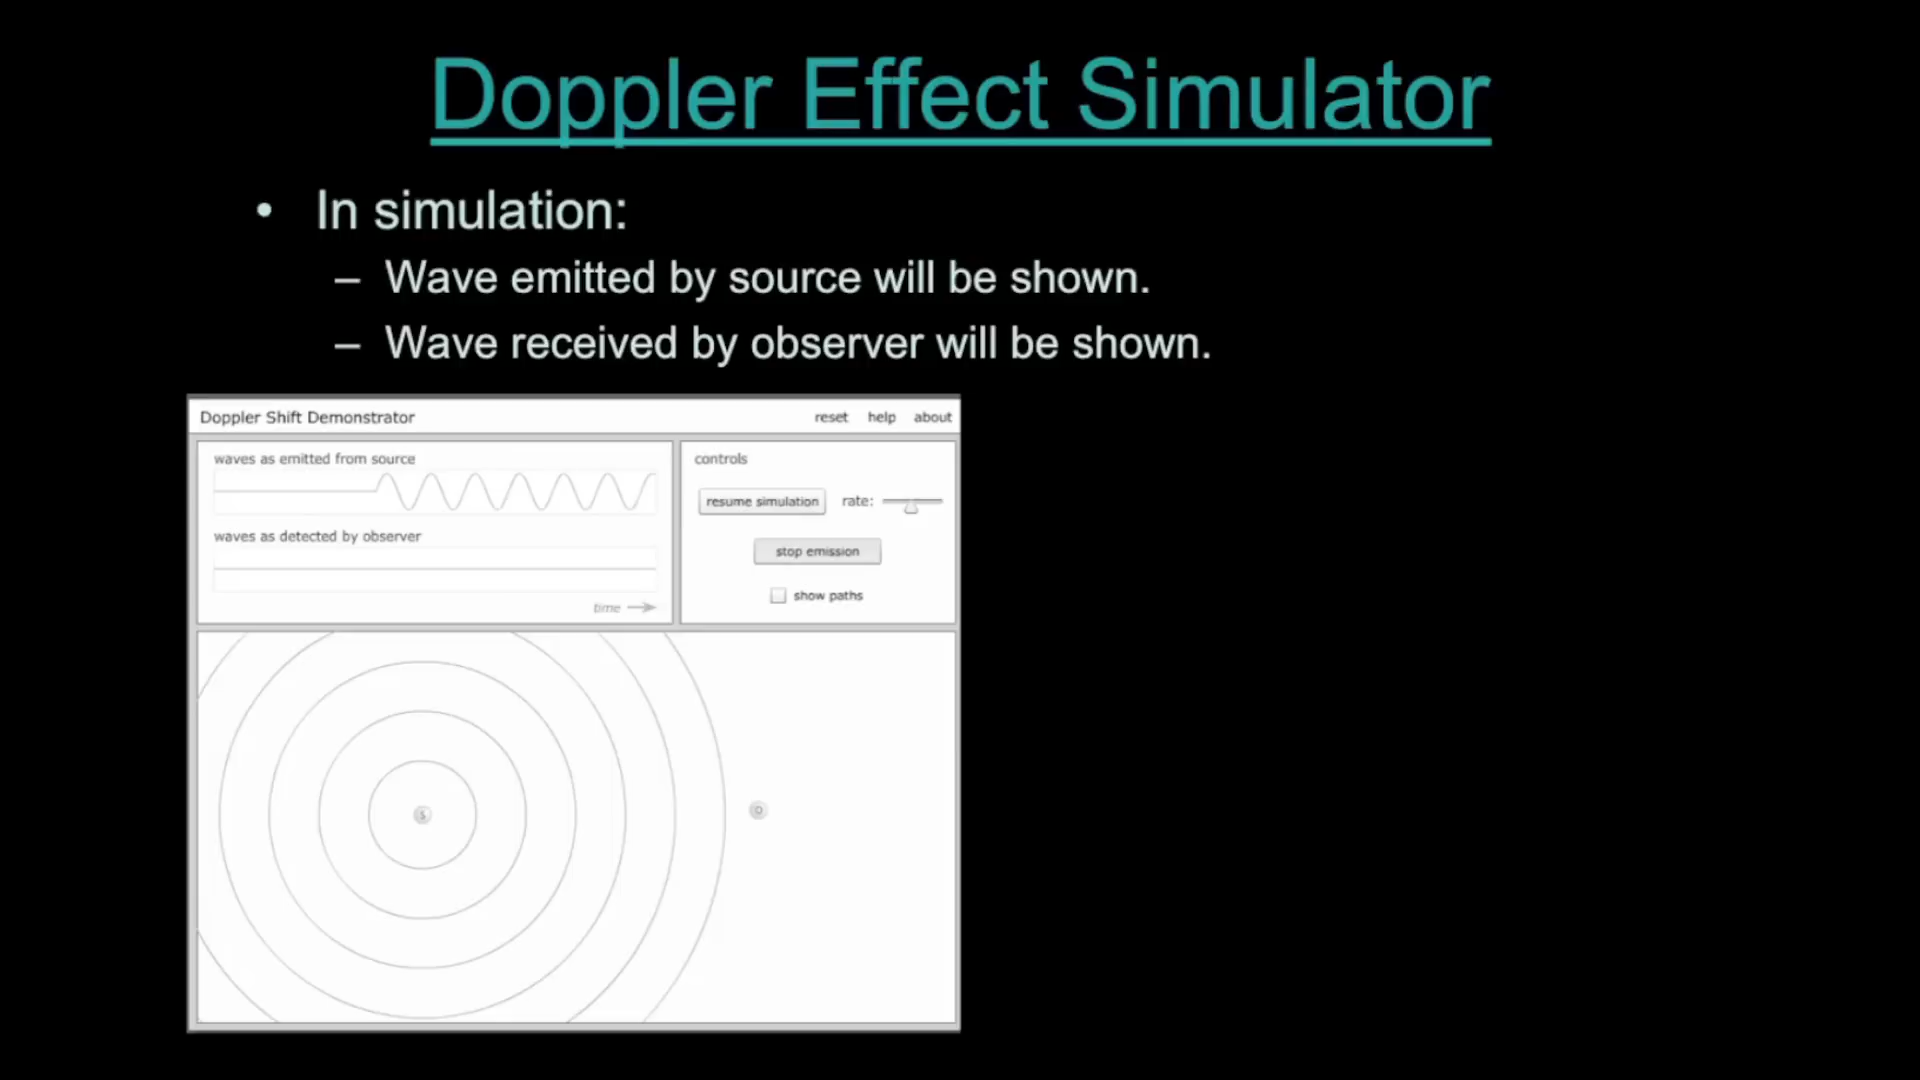 Doppler Effect Simulator
• In simulation:
– Wave emitted by source will be shown.
– Wave received by observer will be shown.
Doppler Shift Demonstrator reset help about
waves as emitted from source
waves as detected by observer
time
controls
resume simulation rate:
stop emission
show paths
S
O